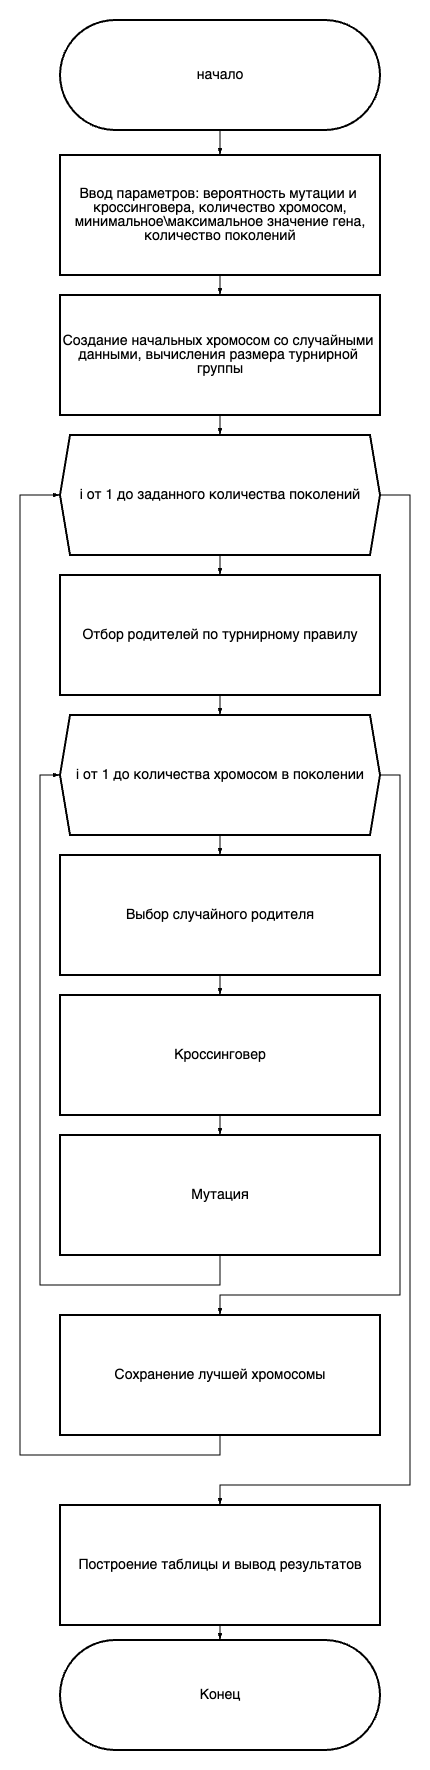 начало
Ввод параметров: вероятность мутации и
кроссинговера, количество хромосом,
минимальное\максимальное значение гена,
количество поколений
Создание начальных хромосом со случайными
данными, вычисления размера турнирной
группы
i от 1 до заданного количества поколений
Отбор родителей по турнирному правилу
i от 1 до количества хромосом в поколении
Выбор случайного родителя
Кроссинговер
Мутация
Сохранение лучшей хромосомы
Построение таблицы и вывод результатов
Конец